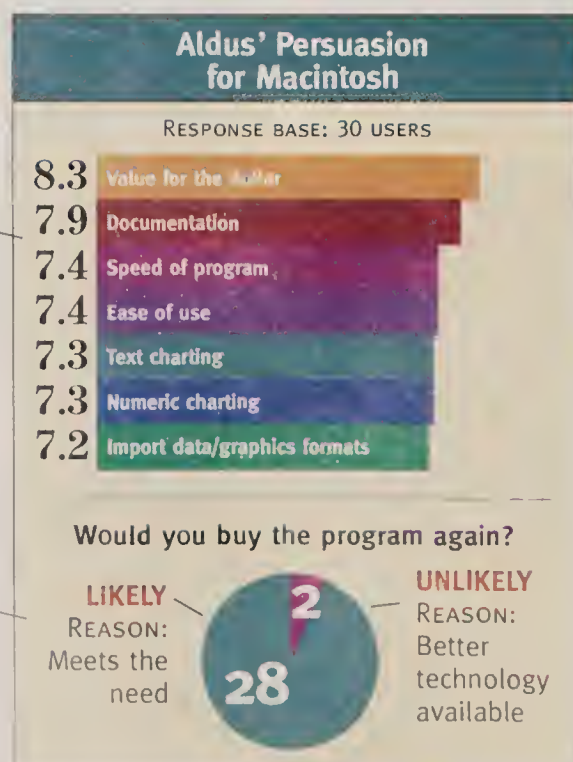 Aldus' Persuasion
for Macintosh
RESPONSE BASE: 30 USERS
8.3 Value for the dollar
7.9 Documentation
7.4 Speed of program
7.4 Ease of use
7.3 Text charting
7.3 Numeric charting
7.2 Import data/graphics formats
Would you buy the program again?
LIKELY
REASON:
Meets the
need
28
2
UNLIKELY
REASON:
Better
technology
available